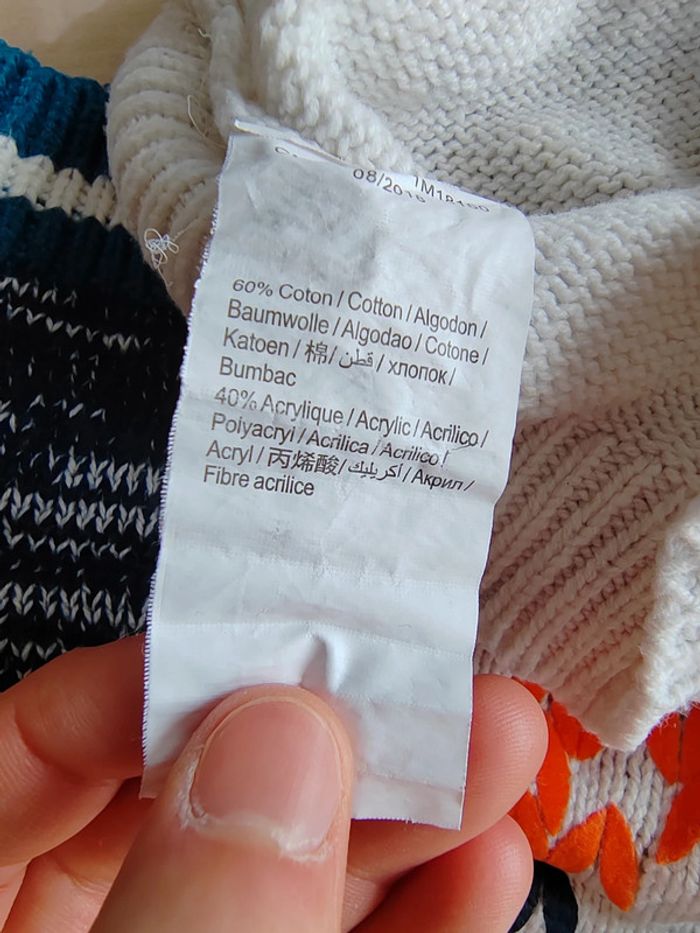 08/2018
60% Coton / Cotton / Algodon /
Baumwolle / Algodao / Cotone /
Katoen / 棉 / قطن / хлопок /
Bumbac
40% Acrylique / Acrylic / Acrilico /
Polyacryl / Acrilica / Acrilico /
Acryl / 丙烯酸 / أكريليك / Акрил /
Fibre acrilice